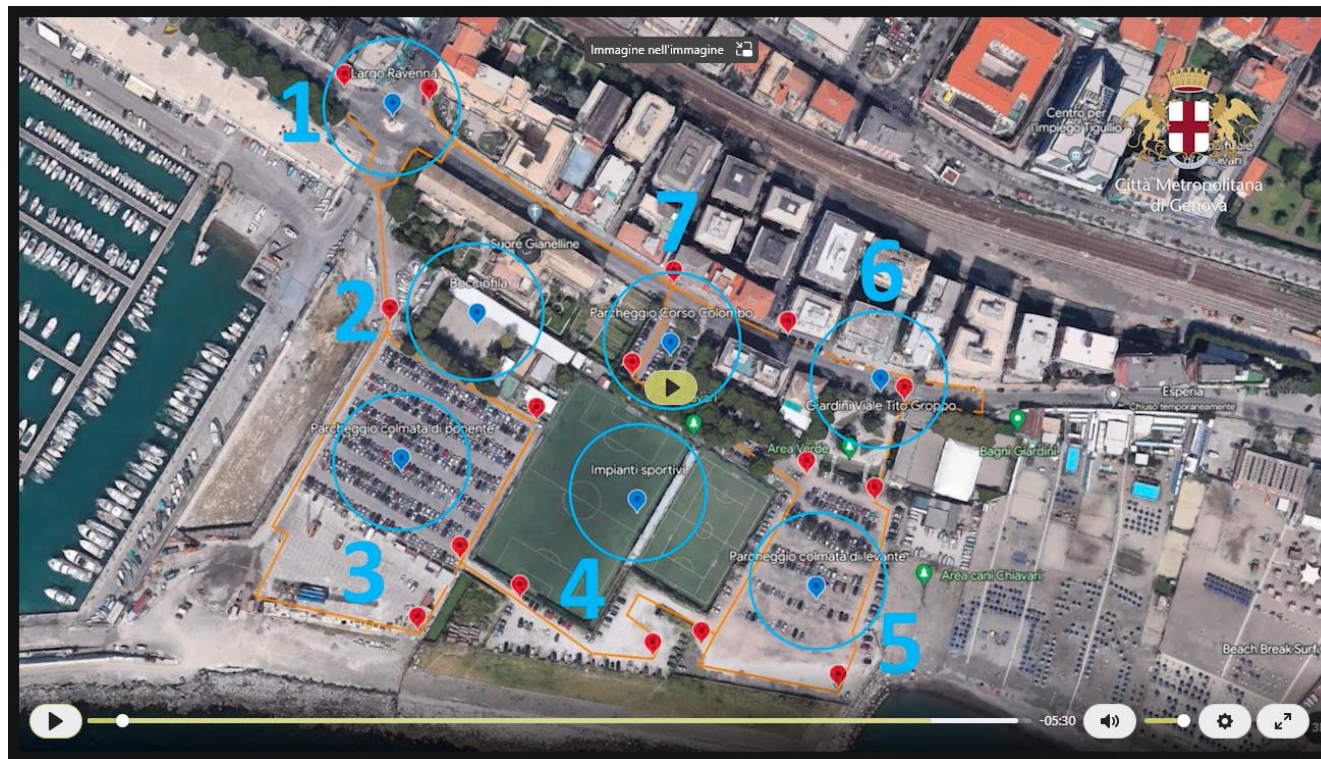 Immagine nell'immagine
Largo Ravenna
1
Centro per
l'impiego Tigullio
Città Metropolitana
di Genova
7
Suore Gianelline
6
Bocciofila
2
Parcheggio Corso Colombo
Esperia
Chiuso temporaneamente
Giardini Viale Tito Groppo
Parcheggio colmata di ponente
Area Verde
Bagni Giardini
Impianti sportivi
3
4
Parcheggio colmata di levante
Area cani Chiavari
5
Beach Break Surf
-05:30